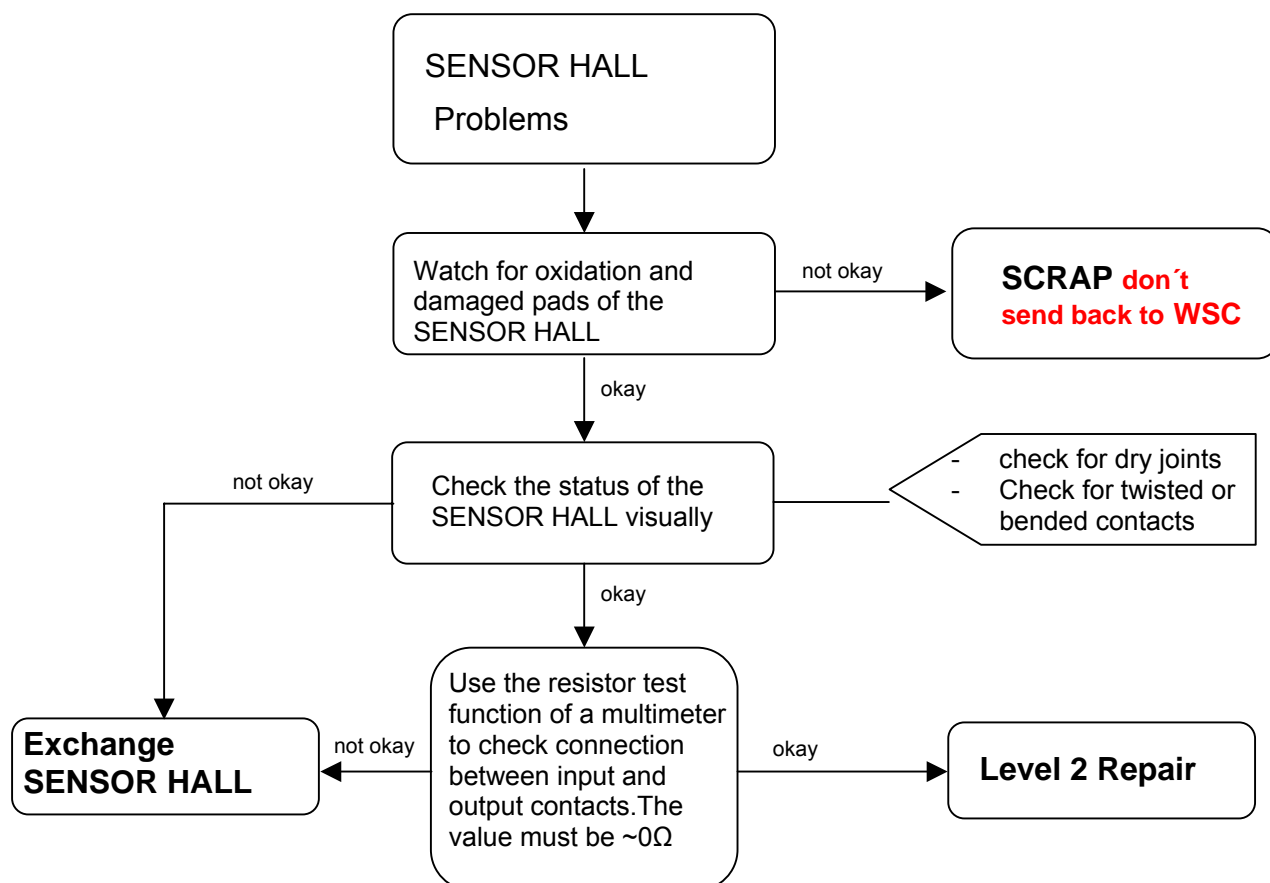 SENSOR HALL
Problems
Watch for oxidation and
damaged pads of the
SENSOR HALL
not okay
SCRAP don´t
send back to WSC
okay
not okay
Check the status of the
SENSOR HALL visually
- check for dry joints
- Check for twisted or
bended contacts
okay
Use the resistor test
function of a multimeter
to check connection
between input and
output contacts.The
value must be ~0Ω
not okay
Exchange
SENSOR HALL
okay
Level 2 Repair